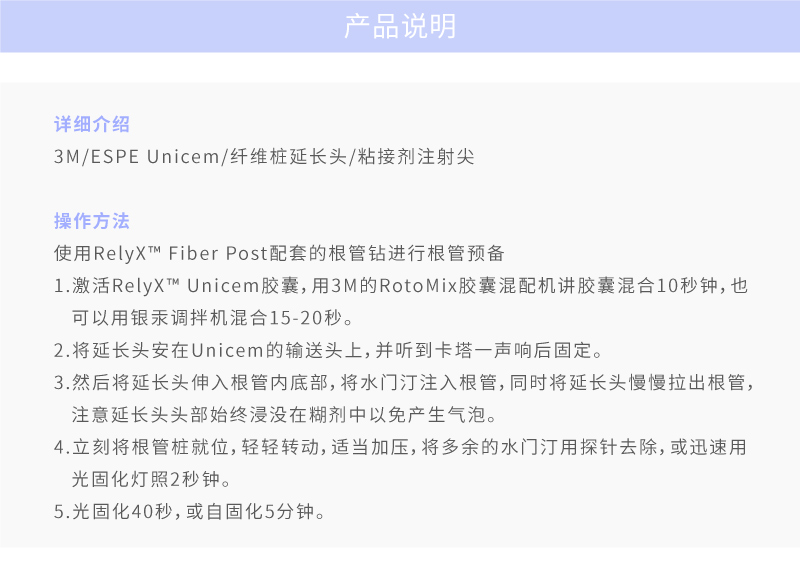 产品说明
详细介绍
3M/ESPE Unicem/纤维桩延长头/粘接剂注射尖
操作方法
使用RelyX™ Fiber Post配套的根管钻进行根管预备
1.激活RelyX™ Unicem胶囊，用3M的RotoMix胶囊混配机讲胶囊混合10秒钟，也
可以用银汞调拌机混合15-20秒。
2.将延长头安在Unicem的输送头上，并听到卡塔一声响后固定。
3.然后将延长头伸入根管内底部，将水门汀注入根管，同时将延长头慢慢拉出根管，
注意延长头头部始终浸没在糊剂中以免产生气泡。
4.立刻将根管桩就位，轻轻转动，适当加压，将多余的水门汀用探针去除，或迅速用
光固化灯照2秒钟。
5.光固化40秒，或自固化5分钟。